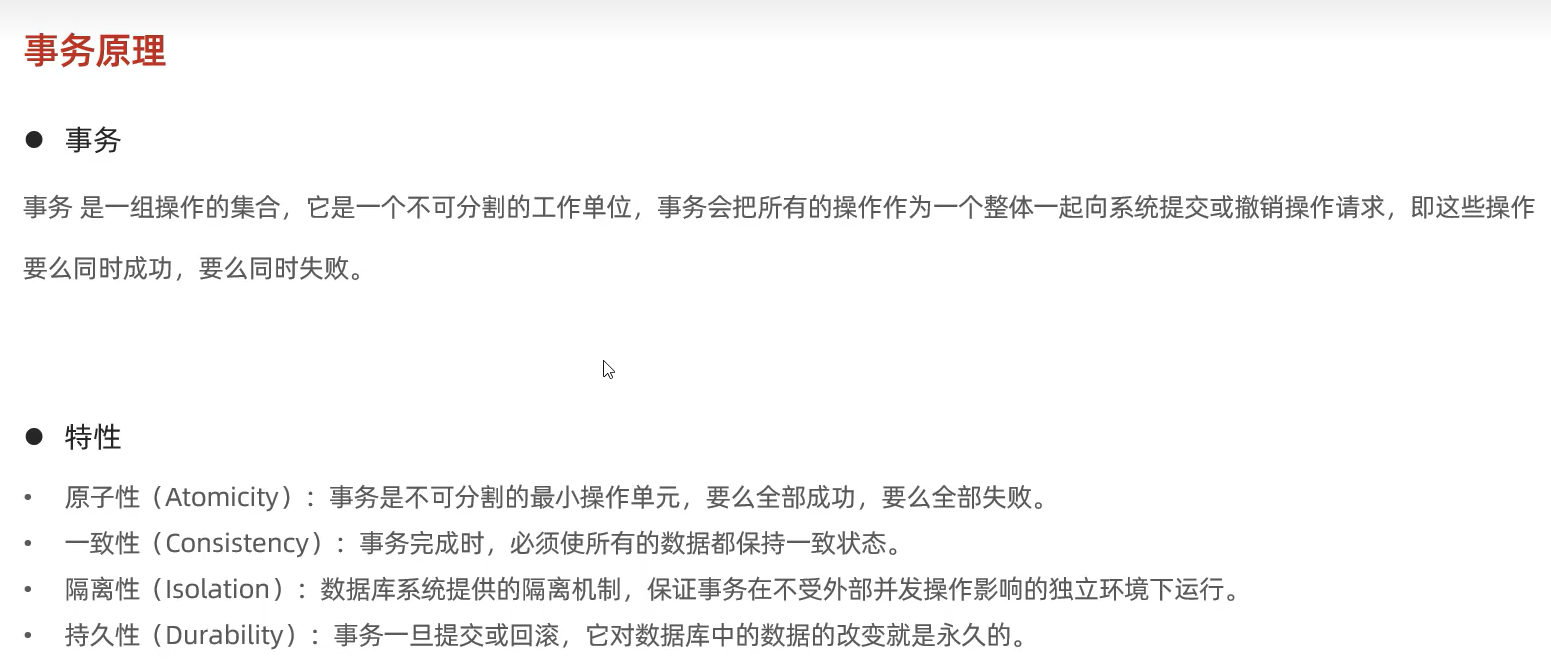 事务原理
● 事务
事务 是一组操作的集合，它是一个不可分割的工作单位，事务会把所有的操作作为一个整体一起向系统提交或撤销操作请求，即这些操作
要么同时成功，要么同时失败。
● 特性
• 原子性（Atomicity）：事务是不可分割的最小操作单元，要么全部成功，要么全部失败。
• 一致性（Consistency）：事务完成时，必须使所有的数据都保持一致状态。
• 隔离性（Isolation）：数据库系统提供的隔离机制，保证事务在不受外部并发操作影响的独立环境下运行。
• 持久性（Durability）：事务一旦提交或回滚，它对数据库中的数据的改变就是永久的。